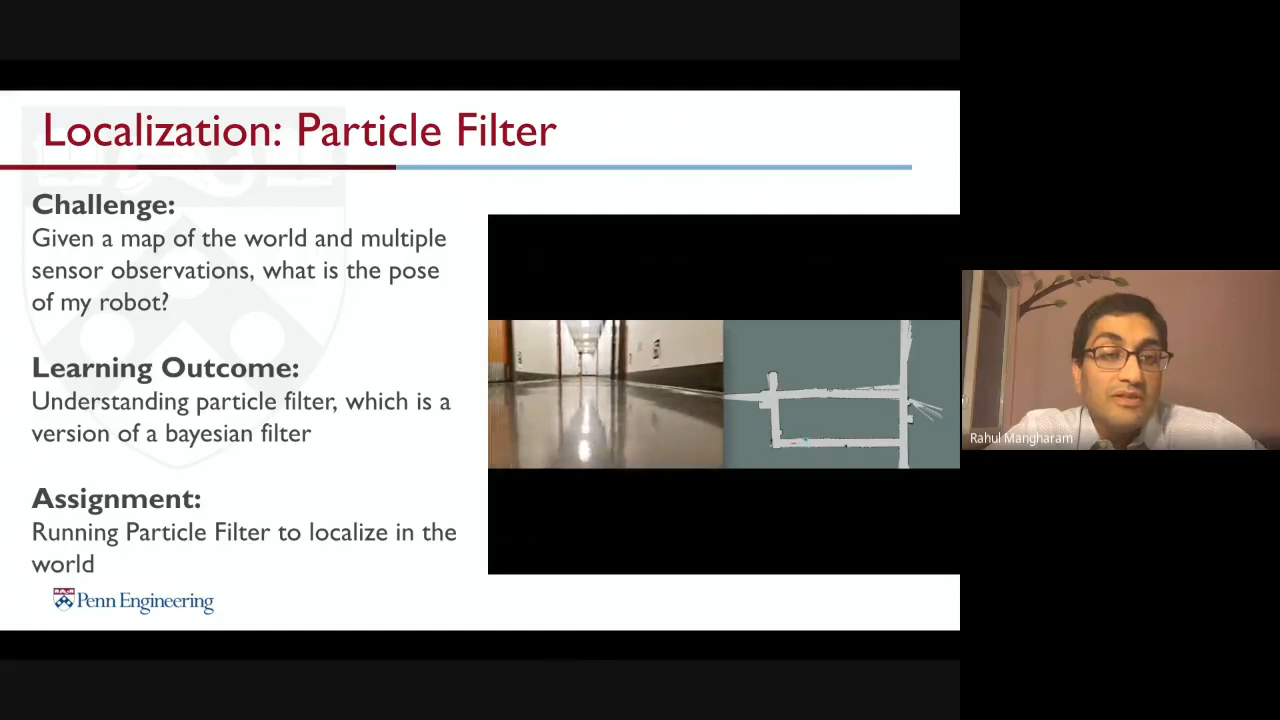 Localization: Particle Filter
Challenge:
Given a map of the world and multiple
sensor observations, what is the pose
of my robot?
Learning Outcome:
Understanding particle filter, which is a
version of a bayesian filter
Assignment:
Running Particle Filter to localize in the
world
Penn Engineering
Rahul Mangharam